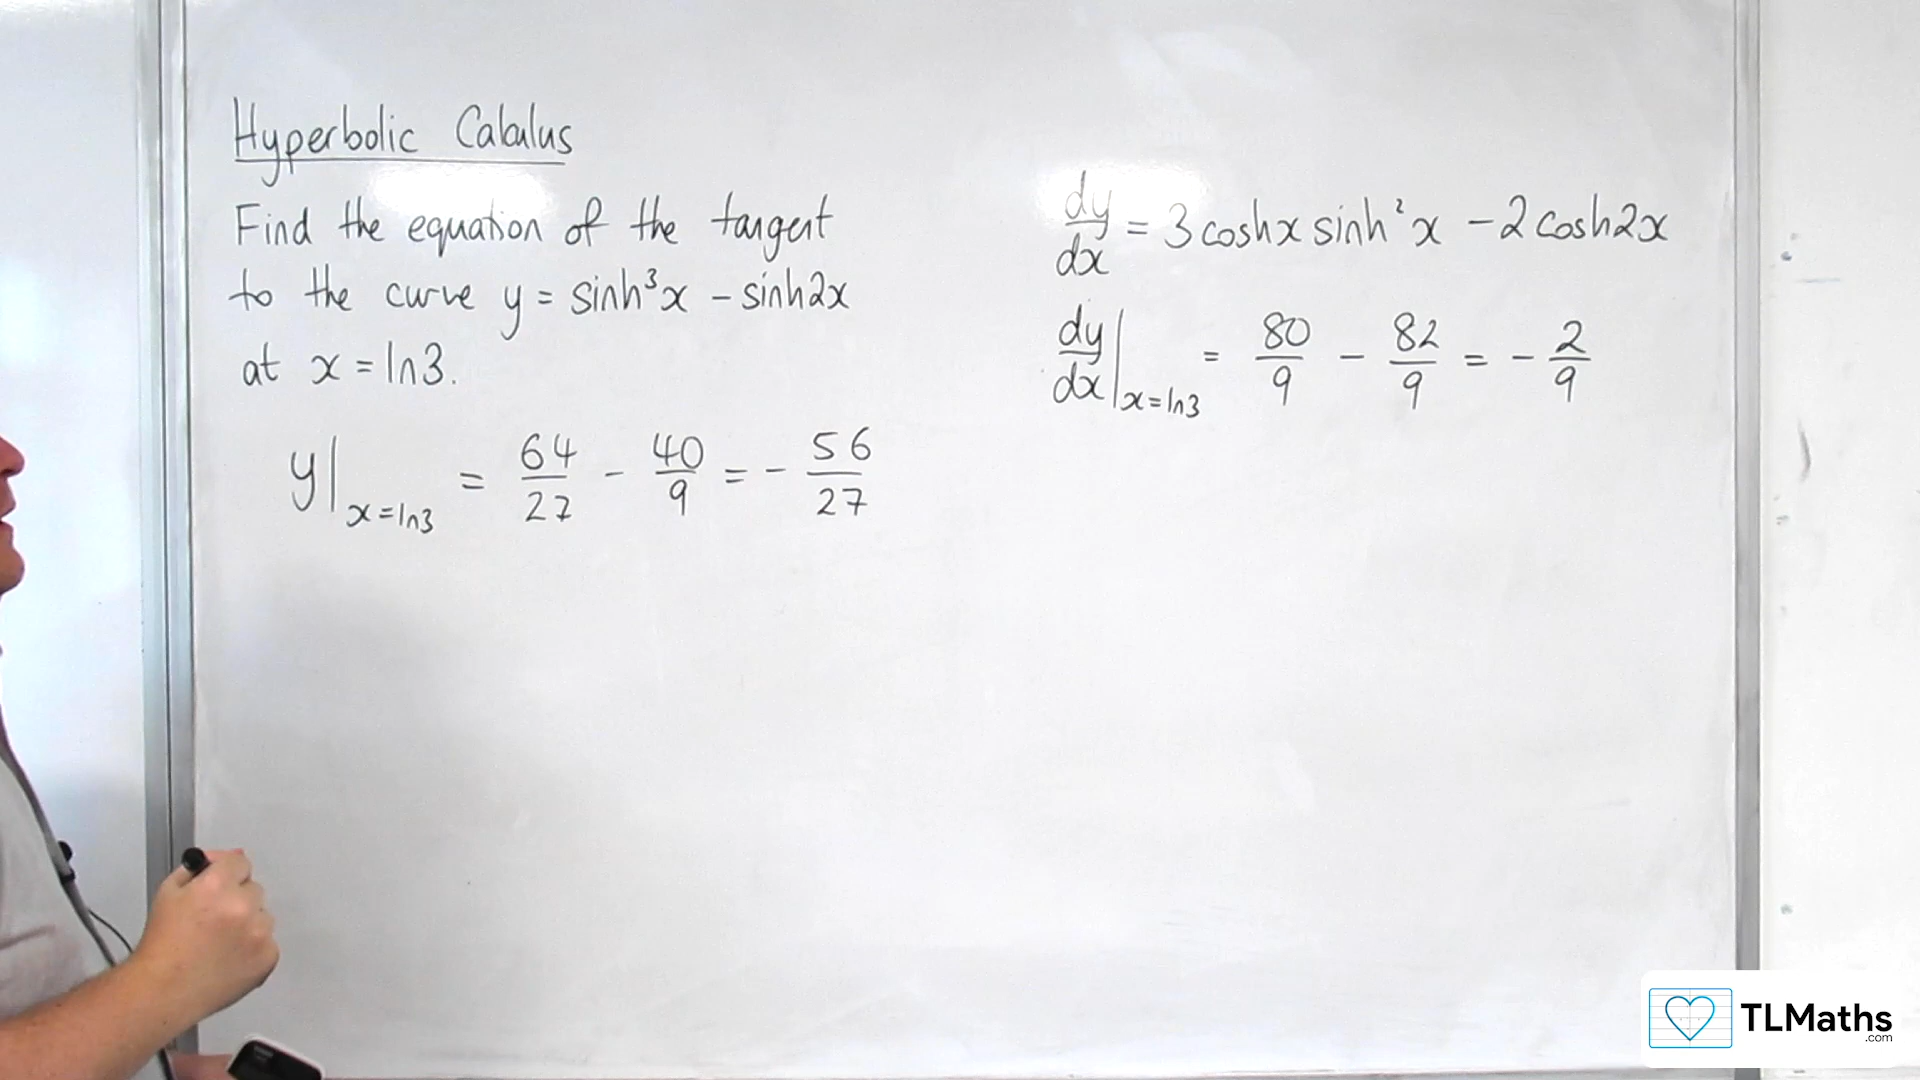 Hyperbolic Calculus
Find the equation of the tangent
to the curve y = sinh³x − sinh2x
at x = ln3.
y|x=ln3 = 64/27 − 40/9 = − 56/27
dy/dx = 3coshx sinh²x − 2cosh2x
dy/dx|x=ln3 = 80/9 − 82/9 = − 2/9
TLMaths
.com